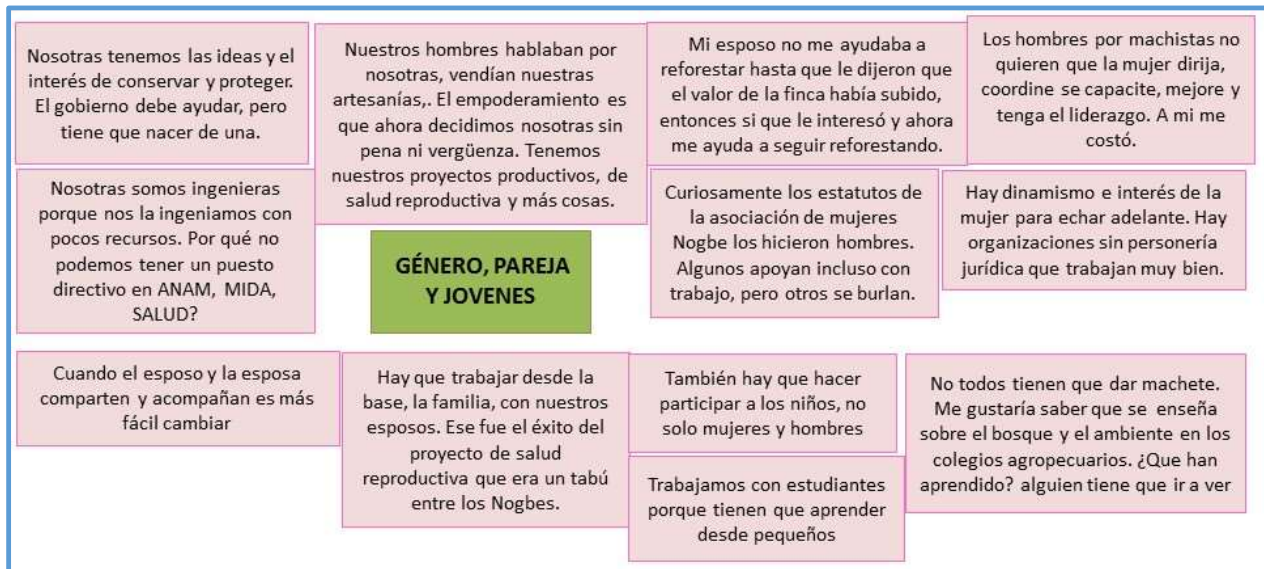 Nosotras tenemos las ideas y el
interés de conservar y proteger.
El gobierno debe ayudar, pero
tiene que nacer de una.
Nuestros hombres hablaban por
nosotras, vendían nuestras
artesanías,. El empoderamiento es
que ahora decidimos nosotras sin
pena ni vergüenza. Tenemos
nuestros proyectos productivos, de
salud reproductiva y más cosas.
Mi esposo no me ayudaba a
reforestar hasta que le dijeron que
el valor de la finca había subido,
entonces si que le interesó y ahora
me ayuda a seguir reforestando.
Los hombres por machistas no
quieren que la mujer dirija,
coordine se capacite, mejore y
tenga el liderazgo. A mi me
costó.
Nosotras somos ingenieras
porque nos la ingeniamos con
pocos recursos. Por qué no
podemos tener un puesto
directivo en ANAM, MIDA,
SALUD?
GÉNERO, PAREJA
Y JOVENES
Curiosamente los estatutos de
la asociación de mujeres
Nogbe los hicieron hombres.
Algunos apoyan incluso con
trabajo, pero otros se burlan.
Hay dinamismo e interés de la
mujer para echar adelante. Hay
organizaciones sin personería
jurídica que trabajan muy bien.
Cuando el esposo y la esposa
comparten y acompañan es más
fácil cambiar
Hay que trabajar desde la
base, la familia, con nuestros
esposos. Ese fue el éxito del
proyecto de salud
reproductiva que era un tabú
entre los Nogbes.
También hay que hacer
participar a los niños, no
solo mujeres y hombres
Trabajamos con estudiantes
porque tienen que aprender
desde pequeños
No todos tienen que dar machete.
Me gustaría saber que se enseña
sobre el bosque y el ambiente en los
colegios agropecuarios. ¿Que han
aprendido? alguien tiene que ir a ver